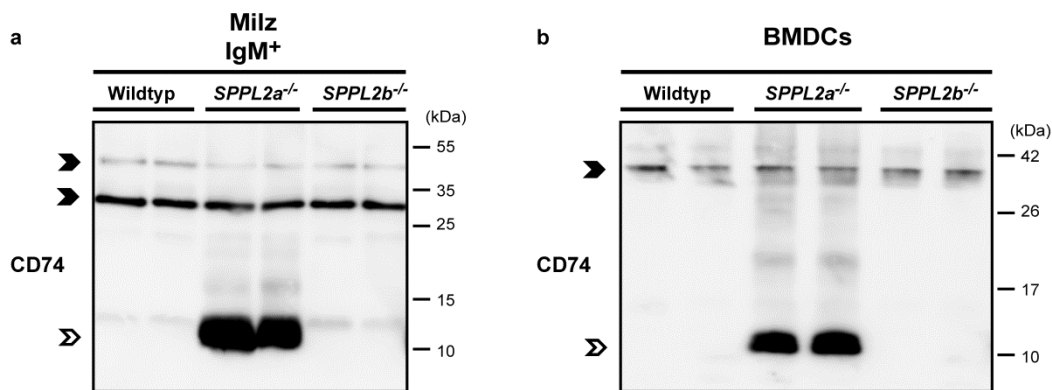 a
Milz
IgM+
Wildtyp SPPL2a-/- SPPL2b-/-
(kDa)
55
35
25
CD74
15
10
b
BMDCs
Wildtyp SPPL2a-/- SPPL2b-/-
(kDa)
42
26
CD74
17
10